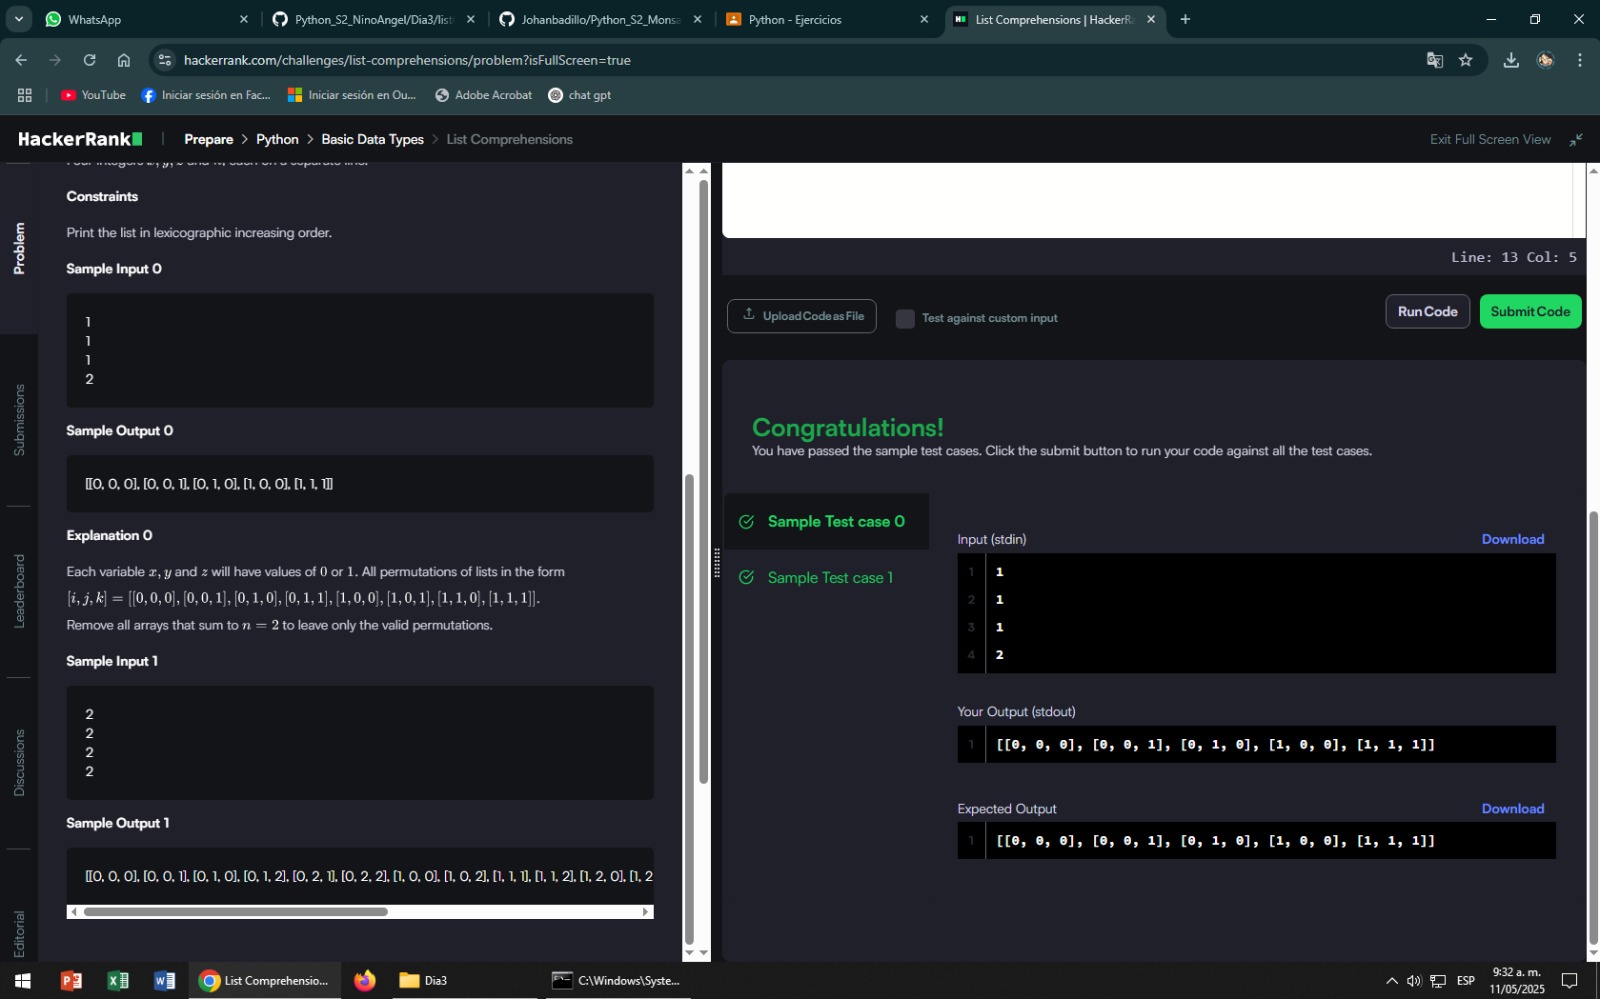 WhatsApp
Python_S2_NinoAngel/Dia3/list
Johanbadillo/Python_S2_Monsa
Python - Ejercicios
List Comprehensions | HackerRa
hackerrank.com/challenges/list-comprehensions/problem?isFullScreen=true
YouTube
Iniciar sesión en Fac...
Iniciar sesión en Ou...
Adobe Acrobat
chat gpt
HackerRank
Prepare > Python > Basic Data Types > List Comprehensions
Exit Full Screen View
Problem
Submissions
Leaderboard
Discussions
Editorial
Constraints
Print the list in lexicographic increasing order.
Sample Input 0
1
1
1
2
Sample Output 0
[[0, 0, 0], [0, 0, 1], [0, 1, 0], [1, 0, 0], [1, 1, 1]]
Explanation 0
Each variable x, y and z will have values of 0 or 1. All permutations of lists in the form
[i, j, k] = [[0, 0, 0], [0, 0, 1], [0, 1, 0], [0, 1, 1], [1, 0, 0], [1, 0, 1], [1, 1, 0], [1, 1, 1]].
Remove all arrays that sum to n = 2 to leave only the valid permutations.
Sample Input 1
2
2
2
2
Sample Output 1
[[0, 0, 0], [0, 0, 1], [0, 1, 0], [0, 1, 2], [0, 2, 1], [0, 2, 2], [1, 0, 0], [1, 0, 2], [1, 1, 1], [1, 1, 2], [1, 2, 0], [1, 2
Line: 13 Col: 5
Upload Code as File
Test against custom input
Run Code
Submit Code
Congratulations!
You have passed the sample test cases. Click the submit button to run your code against all the test cases.
Sample Test case 0
Sample Test case 1
Input (stdin)
Download
1 1
2 1
3 1
4 2
Your Output (stdout)
1 [[0, 0, 0], [0, 0, 1], [0, 1, 0], [1, 0, 0], [1, 1, 1]]
Expected Output
Download
1 [[0, 0, 0], [0, 0, 1], [0, 1, 0], [1, 0, 0], [1, 1, 1]]
List Comprehensio...
Dia3
C:\Windows\Syste...
ESP
9:32 a. m.
11/05/2025